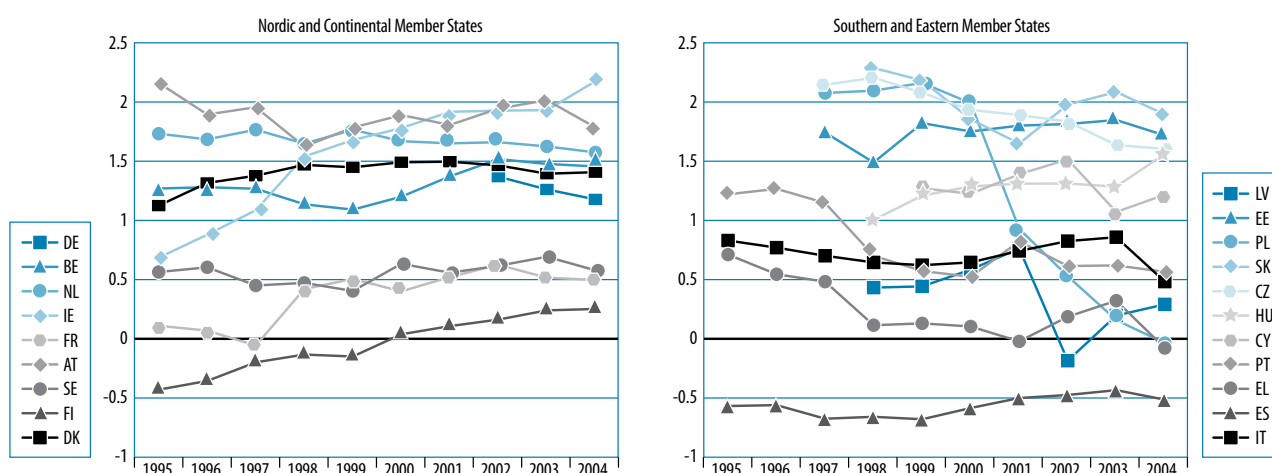 Nordic and Continental Member States
2.5
2
1.5
1
0.5
0
-0.5
-1
1995 1996 1997 1998 1999 2000 2001 2002 2003 2004
DE
BE
NL
IE
FR
AT
SE
FI
DK
Southern and Eastern Member States
2.5
2
1.5
1
0.5
0
-0.5
-1
1995 1996 1997 1998 1999 2000 2001 2002 2003 2004
LV
EE
PL
SK
CZ
HU
CY
PT
EL
ES
IT